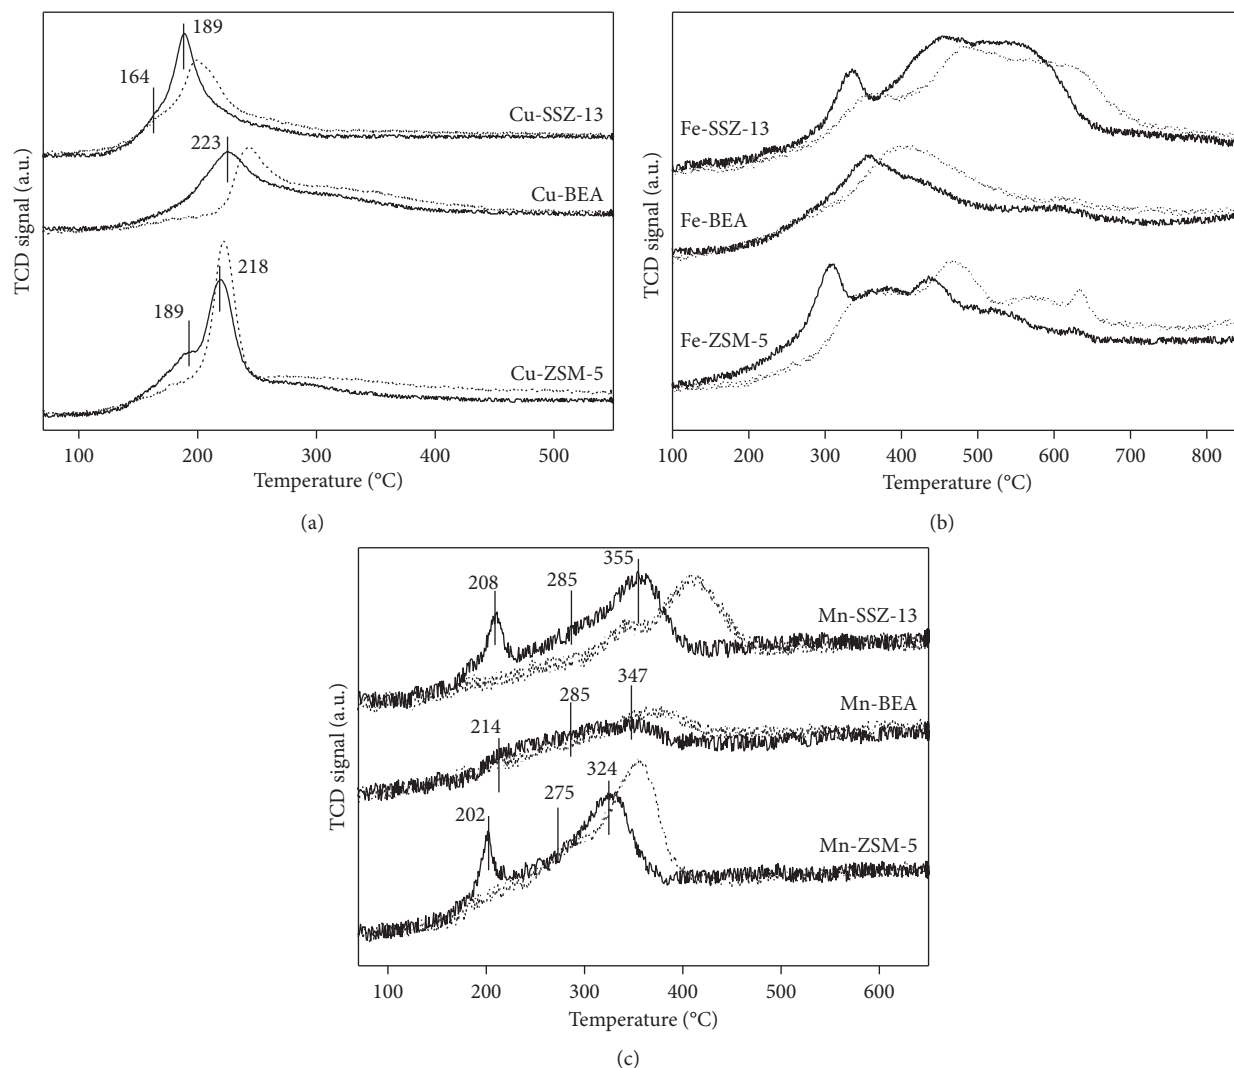 189
164
Cu-SSZ-13
223
Cu-BEA
218
189
Cu-ZSM-5
TCD signal (a.u.)
100 200 300 400 500
Temperature (°C)
(a)
Fe-SSZ-13
Fe-BEA
Fe-ZSM-5
TCD signal (a.u.)
100 200 300 400 500 600 700 800
Temperature (°C)
(b)
355
208 285
Mn-SSZ-13
347
285
Mn-BEA
214
324
275
202
Mn-ZSM-5
TCD signal (a.u.)
100 200 300 400 500 600
Temperature (°C)
(c)